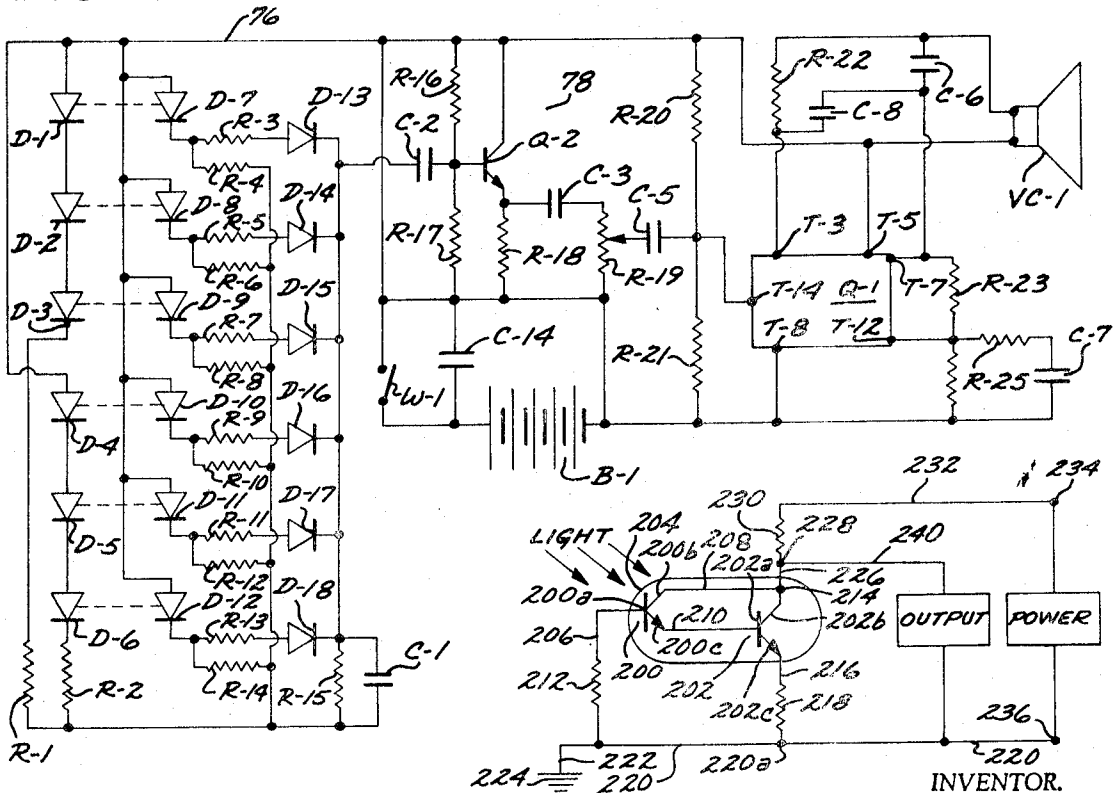 76
R-22
C-6
D-13
R-16
78
D-7
C-8
D-1
R-3
C-2
R-20
Q-2
VC-1
R-4
C-3
D-14
T-3
T-5
D-8
C-5
D-2
R-5
R-17
R-18
R-19
R-6
D-15
T-14
Q-1
T-7
R-23
D-3
D-9
T-8
T-12
R-7
C-14
C-7
R-21
R-25
R-8
D-16
W-1
D-10
D-4
R-9
B-1
R-10
D-17
232
234
D-11
230
D-5
R-11
204
208
228
LIGHT
200b
202a
240
R-12
D-18
226
200a
214
D-12
210
D-6
R-13
206
202b
OUTPUT
POWER
C-1
200c
200
202
216
212
R-14
R-2
R-15
202c
218
236
R-1
222
220
224
220
220a
INVENTOR.